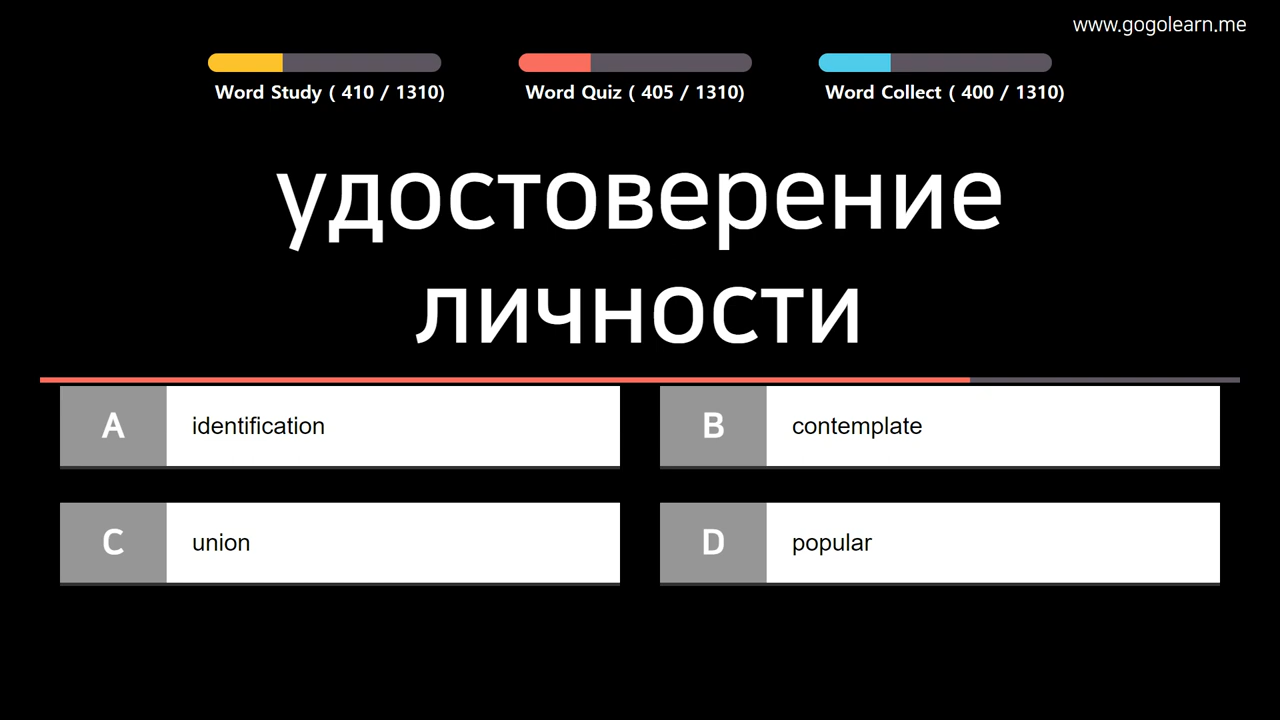 www.gogolearn.me
Word Study ( 410 / 1310)
Word Quiz ( 405 / 1310)
Word Collect ( 400 / 1310)
удостоверение
личности
A identification
B contemplate
C union
D popular